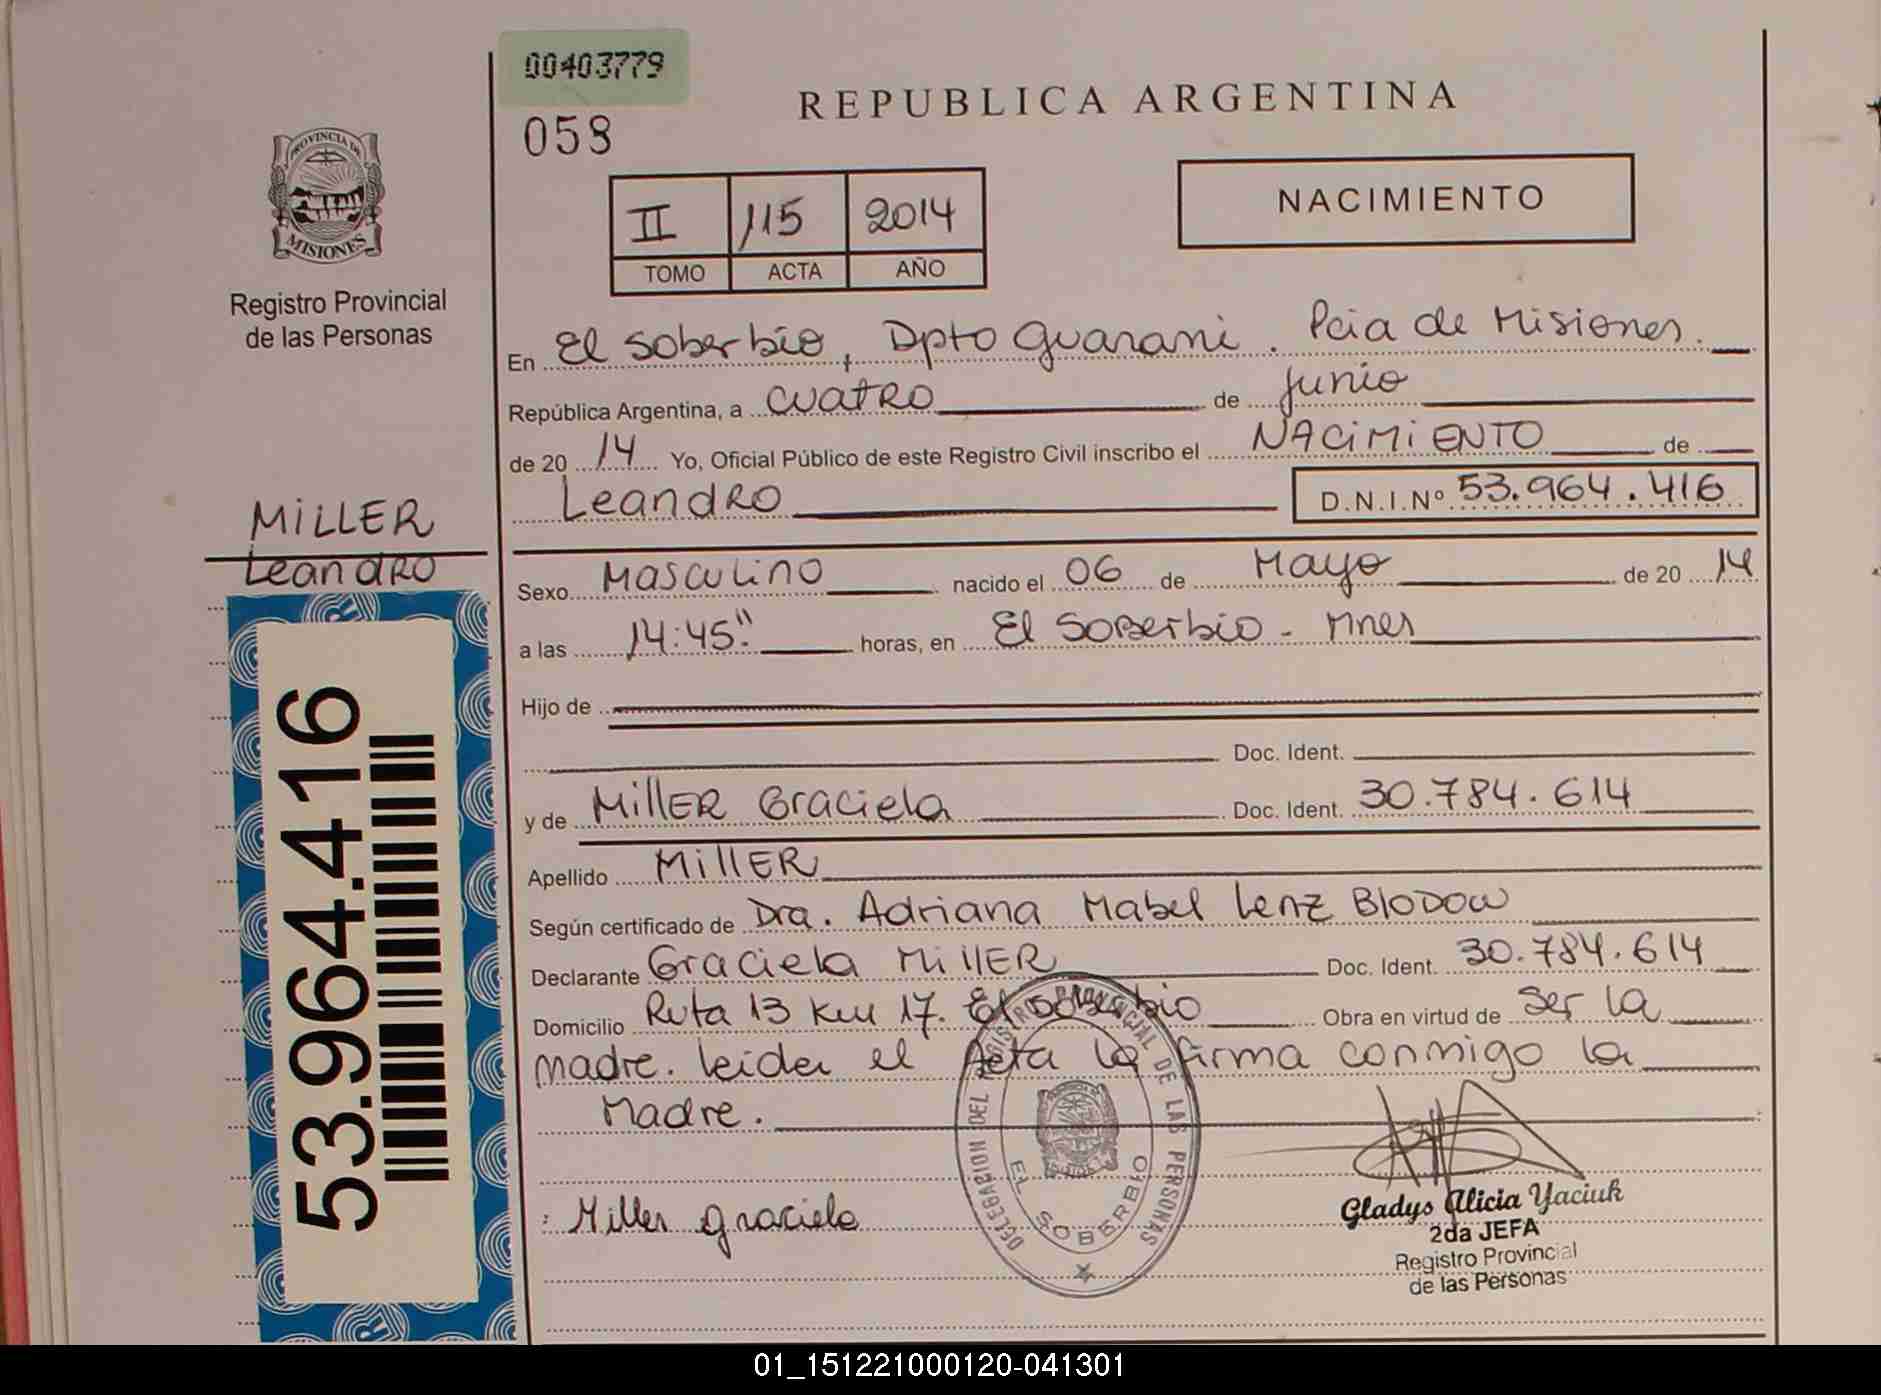 00403779
058
REPUBLICA ARGENTINA
PROVINCIA DE
MISIONES
Registro Provincial
de las Personas
II 115 2014
TOMO ACTA AÑO
NACIMIENTO
En El Soberbio, Dpto Guarani. Pcia de Misiones.
República Argentina, a cuatro de junio
de 20 14 Yo, Oficial Público de este Registro Civil inscribo el NACIMIENTO de
Leandro D.N.I.Nº 53.964.416
MILLER
Leandro
Sexo Masculino nacido el 06 de Mayo de 20 14
a las 14:45" horas, en El Soberbio - Mnes
Hijo de
Doc. Ident.
y de Miller Graciela Doc. Ident. 30.784.614
Apellido Miller
Según certificado de Dra. Adriana Mabel Lenz Blodow
Declarante Graciela Miller Doc. Ident. 30.784.614
Domicilio Ruta 13 Km 17. El Soberbio Obra en virtud de ser la
madre. Leida el Acta la firma conmigo la
Madre.
53.964.416
Miller Graciela
DELEGACION DEL REGISTRO PROVINCIAL DE LAS PERSONAS
EL SOBERBIO
Gladys Alicia Yaciuk
2da JEFA
Registro Provincial
de las Personas
01_151221000120-041301